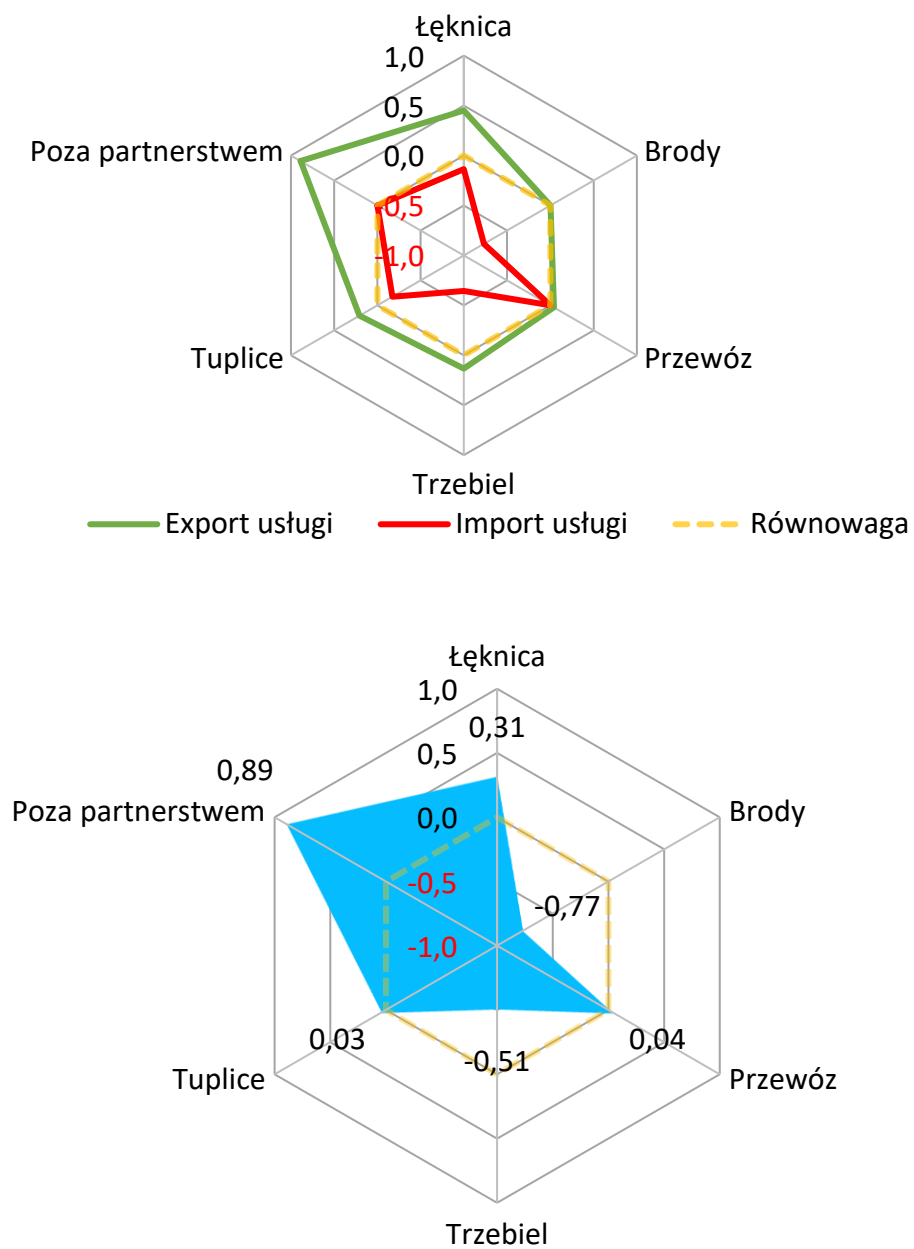 Łęknica
1,0
0,5
Poza partnerstwem
0,0
Brody
-0,5
-1,0
Tuplice
Przewóz
Trzebiel
Export usługi
Import usługi
Równowaga
Łęknica
1,0
0,31
0,5
0,89
Poza partnerstwem
0,0
Brody
-0,5
-0,77
-1,0
0,03
0,04
-0,51
Tuplice
Przewóz
Trzebiel